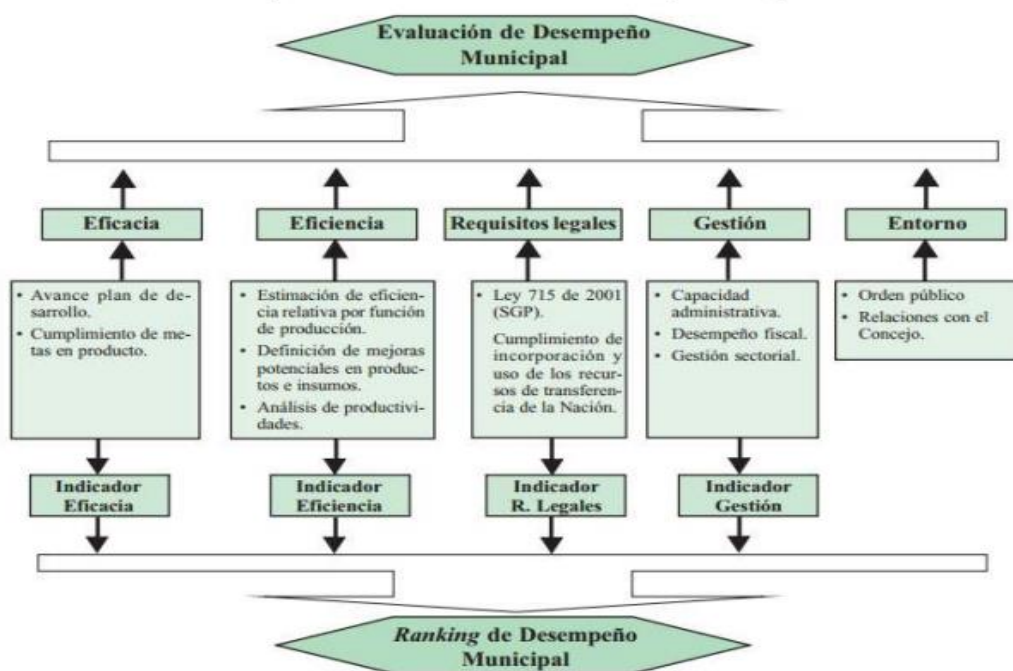 Evaluación de Desempeño
Municipal
Eficacia
Eficiencia
Requisitos legales
Gestión
Entorno
• Avance plan de de-
sarrollo.
• Cumplimiento de me-
tas en producto.
• Estimación de eficien-
cia relativa por función
de producción.
• Definición de mejoras
potenciales en produc-
tos e insumos.
• Análisis de productivi-
dades.
• Ley 715 de 2001
(SGP).
Cumplimiento de
incorporación y
uso de los recur-
sos de transferen-
cia de la Nación.
• Capacidad
administrativa.
• Desempeño fiscal.
• Gestión sectorial.
• Orden público
• Relaciones con el
Concejo.
Indicador
Eficacia
Indicador
Eficiencia
Indicador
R. Legales
Indicador
Gestión
Ranking de Desempeño
Municipal